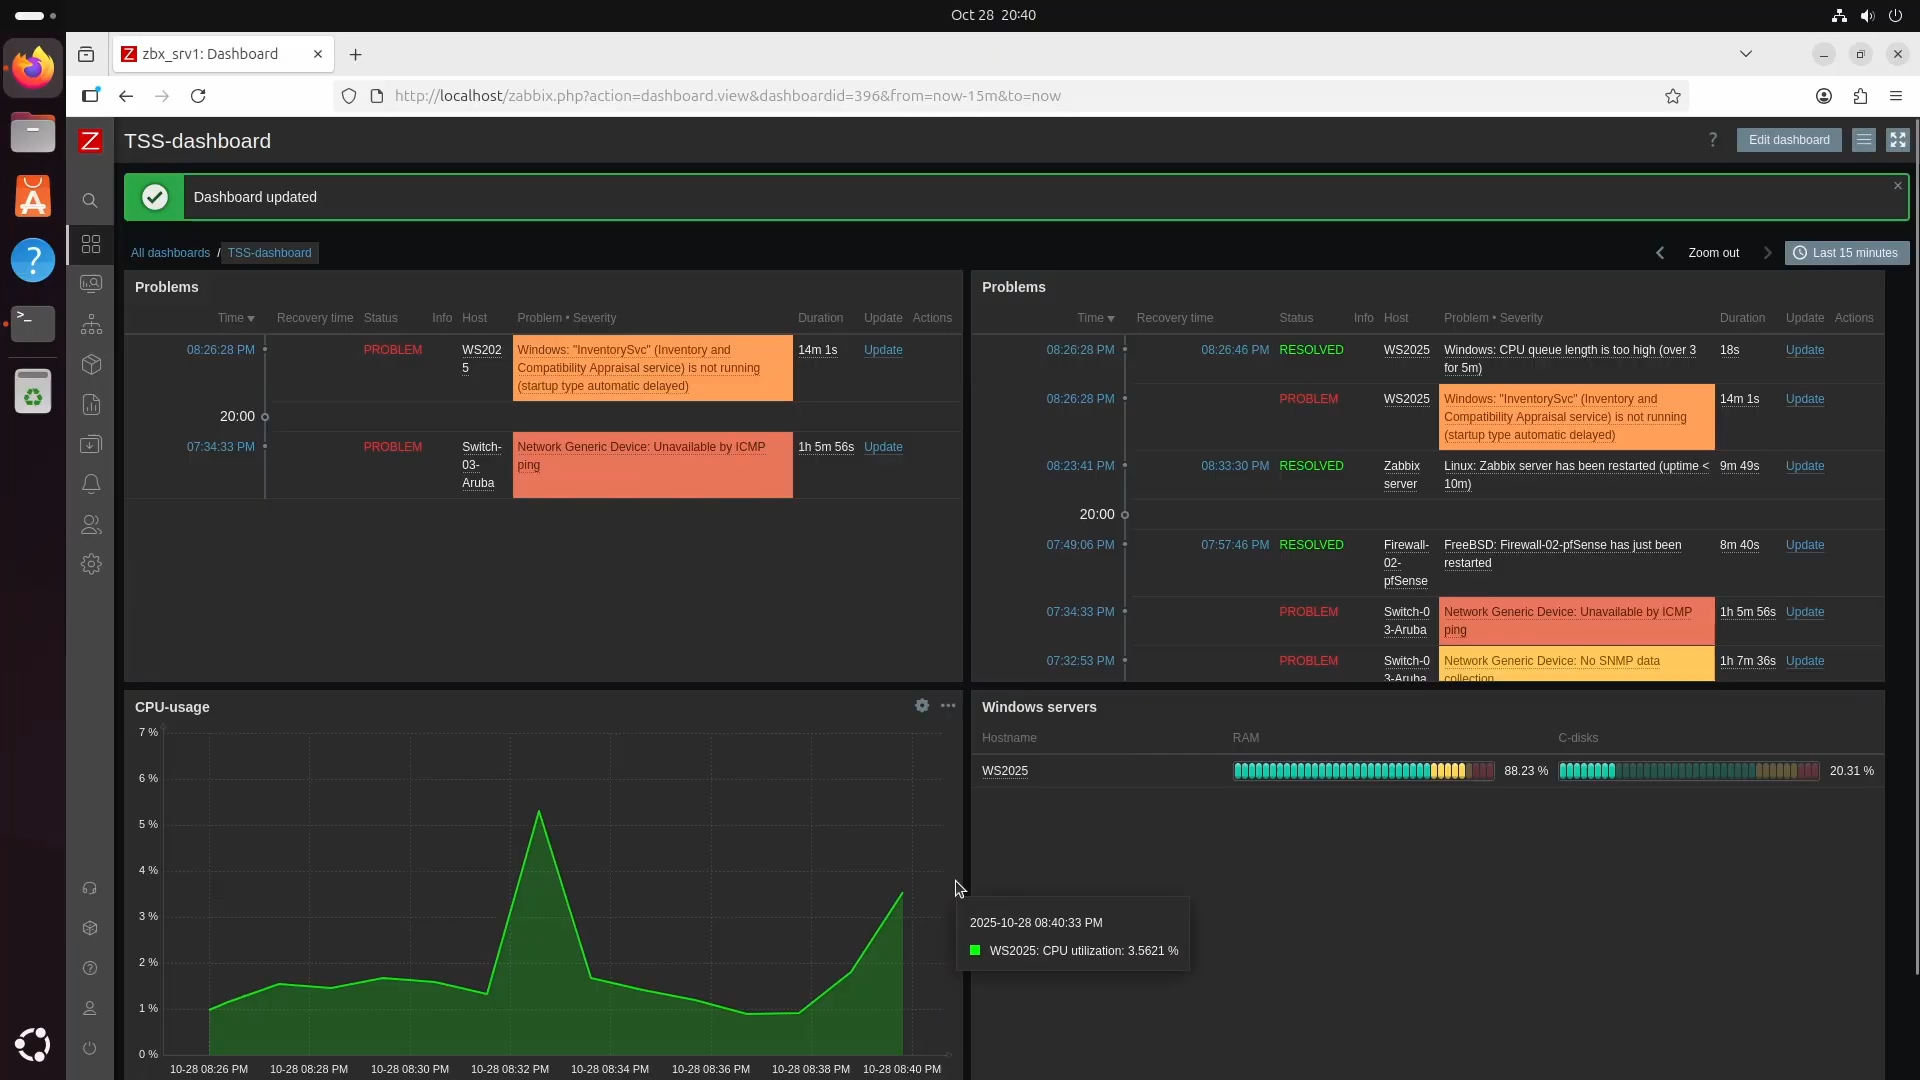 Oct 28 20:40
Z zbx_srv1: Dashboard
http://localhost/zabbix.php?action=dashboard.view&dashboardid=396&from=now-15m&to=now
Z
TSS-dashboard
? Edit dashboard
Dashboard updated
All dashboards / TSS-dashboard
Zoom out
Last 15 minutes
Problems
Time Recovery time Status Info Host Problem • Severity Duration Update Actions
08:26:28 PM PROBLEM WS202 Windows: "InventorySvc" (Inventory and 14m 1s Update
5 Compatibility Appraisal service) is not running
(startup type automatic delayed)
20:00
07:34:33 PM PROBLEM Switch- Network Generic Device: Unavailable by ICMP 1h 5m 56s Update
03- ping
Aruba
Problems
Time Recovery time Status Info Host Problem • Severity Duration Update Actions
08:26:28 PM 08:26:46 PM RESOLVED WS2025 Windows: CPU queue length is too high (over 3 18s Update
for 5m)
08:26:28 PM PROBLEM WS2025 Windows: "InventorySvc" (Inventory and 14m 1s Update
Compatibility Appraisal service) is not running
(startup type automatic delayed)
08:23:41 PM 08:33:30 PM RESOLVED Zabbix Linux: Zabbix server has been restarted (uptime < 9m 49s Update
server 10m)
20:00
07:49:06 PM 07:57:46 PM RESOLVED Firewall- FreeBSD: Firewall-02-pfSense has just been 8m 40s Update
02- restarted
pfSense
07:34:33 PM PROBLEM Switch-0 Network Generic Device: Unavailable by ICMP 1h 5m 56s Update
3-Aruba ping
07:32:53 PM PROBLEM Switch-0 Network Generic Device: No SNMP data 1h 7m 36s Update
3-Aruba collection
CPU-usage
7 %
6 %
5 %
4 %
3 %
2 %
1 %
0 %
10-28 08:26 PM 10-28 08:28 PM 10-28 08:30 PM 10-28 08:32 PM 10-28 08:34 PM 10-28 08:36 PM 10-28 08:38 PM 10-28 08:40 PM
2025-10-28 08:40:33 PM
WS2025: CPU utilization: 3.5621 %
Windows servers
Hostname RAM C-disks
WS2025 88.23 % 20.31 %